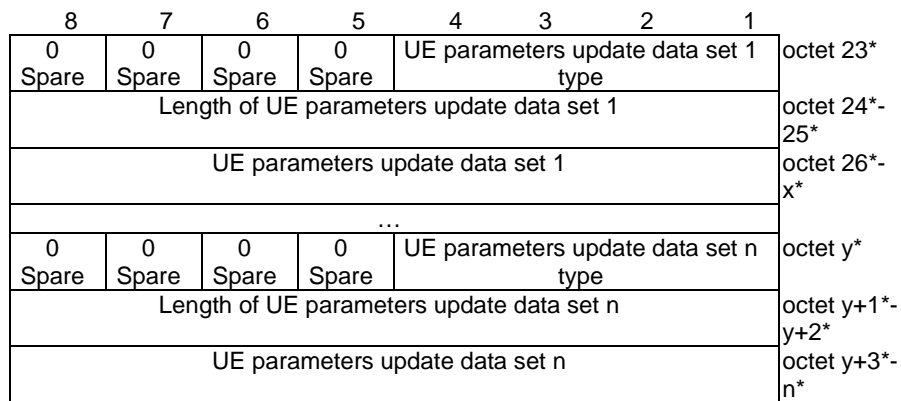 8 7 6 5 4 3 2 1
0 0 0 0 UE parameters update data set 1 octet 23*
Spare Spare Spare Spare type
Length of UE parameters update data set 1 octet 24*-
25*
UE parameters update data set 1 octet 26*-
x*
…
0 0 0 0 UE parameters update data set n octet y*
Spare Spare Spare Spare type
Length of UE parameters update data set n octet y+1*-
y+2*
UE parameters update data set n octet y+3*-
n*